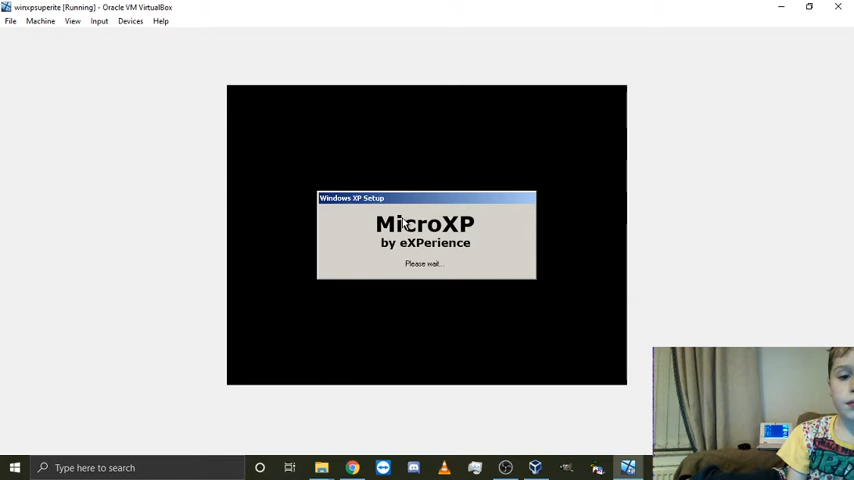 winxpsuperite [Running] - Oracle VM VirtualBox
File Machine View Input Devices Help
Windows XP Setup
MicroXP
by eXPerience
Please wait...
Type here to search